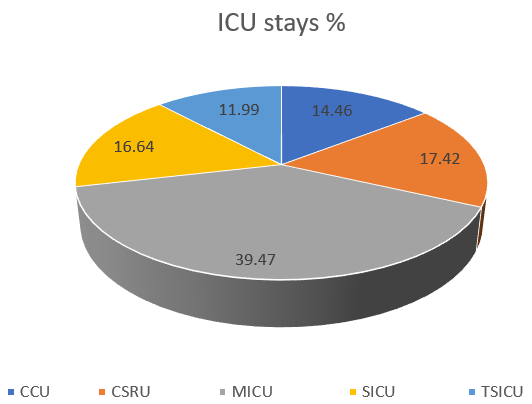 ICU stays %
11.99 14.46
16.64 17.42
39.47
CCU CSRU MICU SICU TSICU